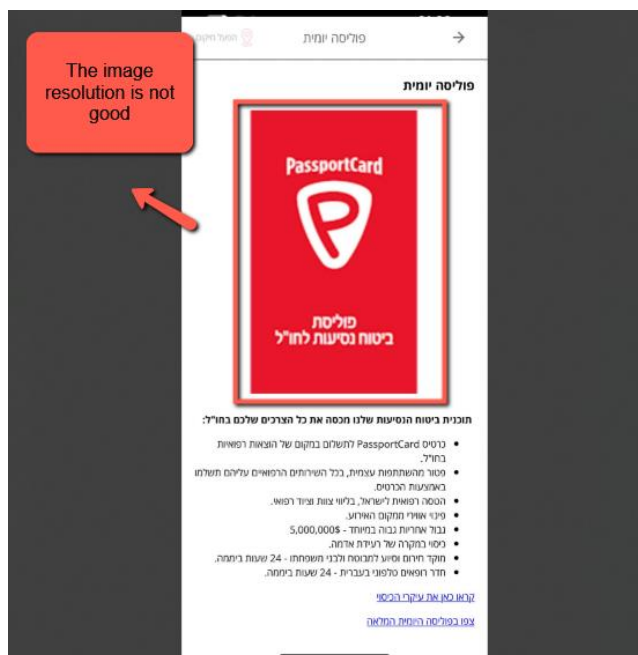 פוליסה יומית
הפעל מיקום
The image
resolution is not
good
פוליסה יומית
PassportCard
פוליסת
ביטוח נסיעות לחו"ל
תוכנית ביטוח הנסיעות שלנו מכסה את כל הצרכים שלכם בחו"ל:
כרטיס PassportCard לתשלום במקום של הוצאות רפואיות
בחו"ל.
פטור מהשתתפות עצמית, בכל השירותים הרפואיים עליהם תשלמו
באמצעות הכרטיס.
הטסה רפואית לישראל, בליווי צוות וציוד רפואי.
פינוי אווירי ממקום האירוע.
גבול אחריות גבוה במיוחד - 5,000,000$
כיסוי במקרה של רעידת אדמה.
מוקד חירום וסיוע למבוטח ולבני משפחתו - 24 שעות ביממה.
חדר רופאים טלפוני בעברית - 24 שעות ביממה.
קראו כאן את עיקרי הכיסוי
צפו בפוליסה היומית המלאה